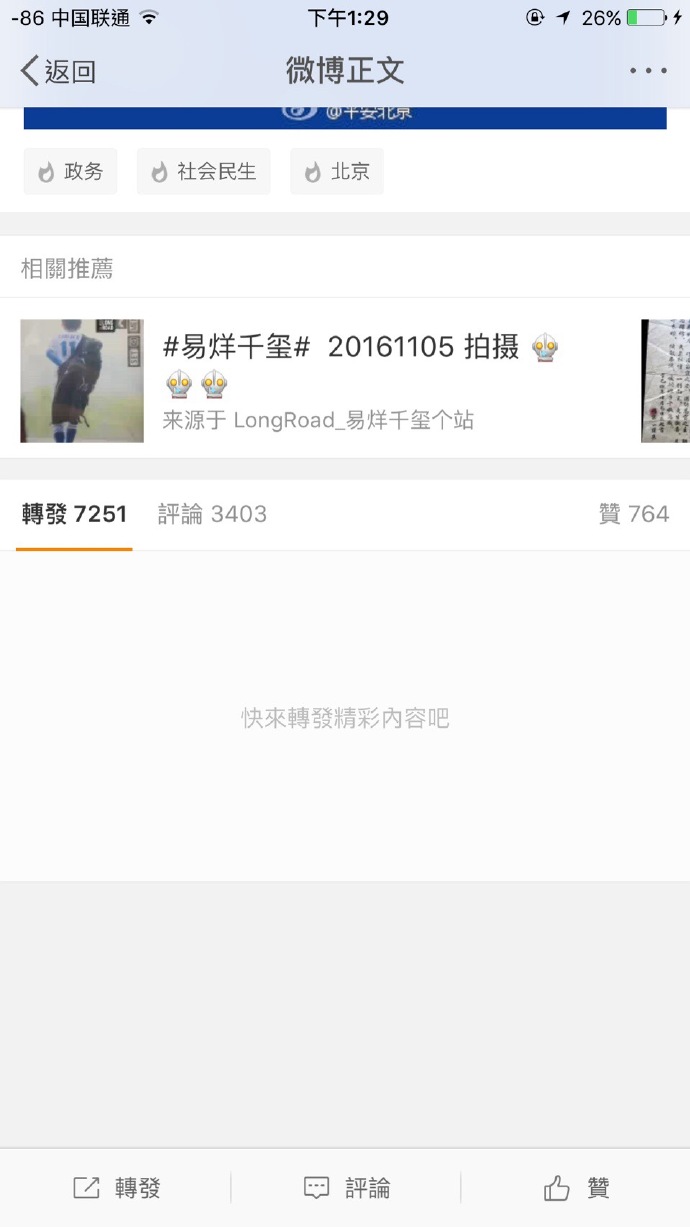 -86 中国联通 下午1:29 26%
返回 微博正文
@平安北京
政务 社会民生 北京
相關推薦
#易烊千玺# 20161105 拍摄
来源于 LongRoad_易烊千玺个站
轉發 7251 評論 3403 贊 764
快來轉發精彩內容吧
轉發 評論 贊